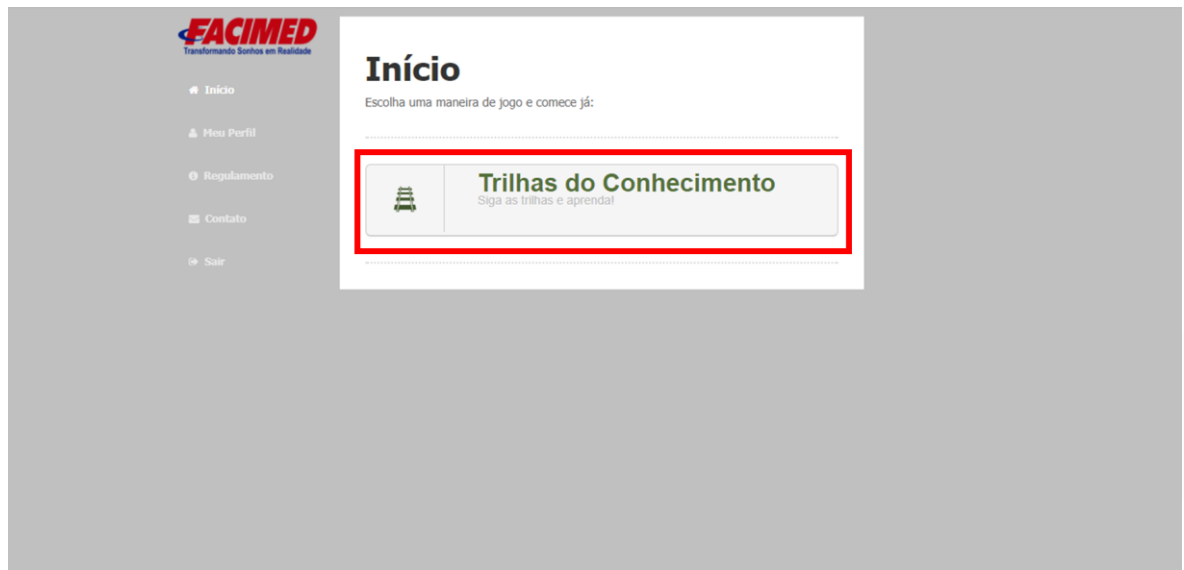 FACIMED
Transformando Sonhos em Realidade
Início
Meu Perfil
Regulamento
Contato
Sair
Início
Escolha uma maneira de jogo e comece já:
Trilhas do Conhecimento
Siga as trilhas e aprenda!